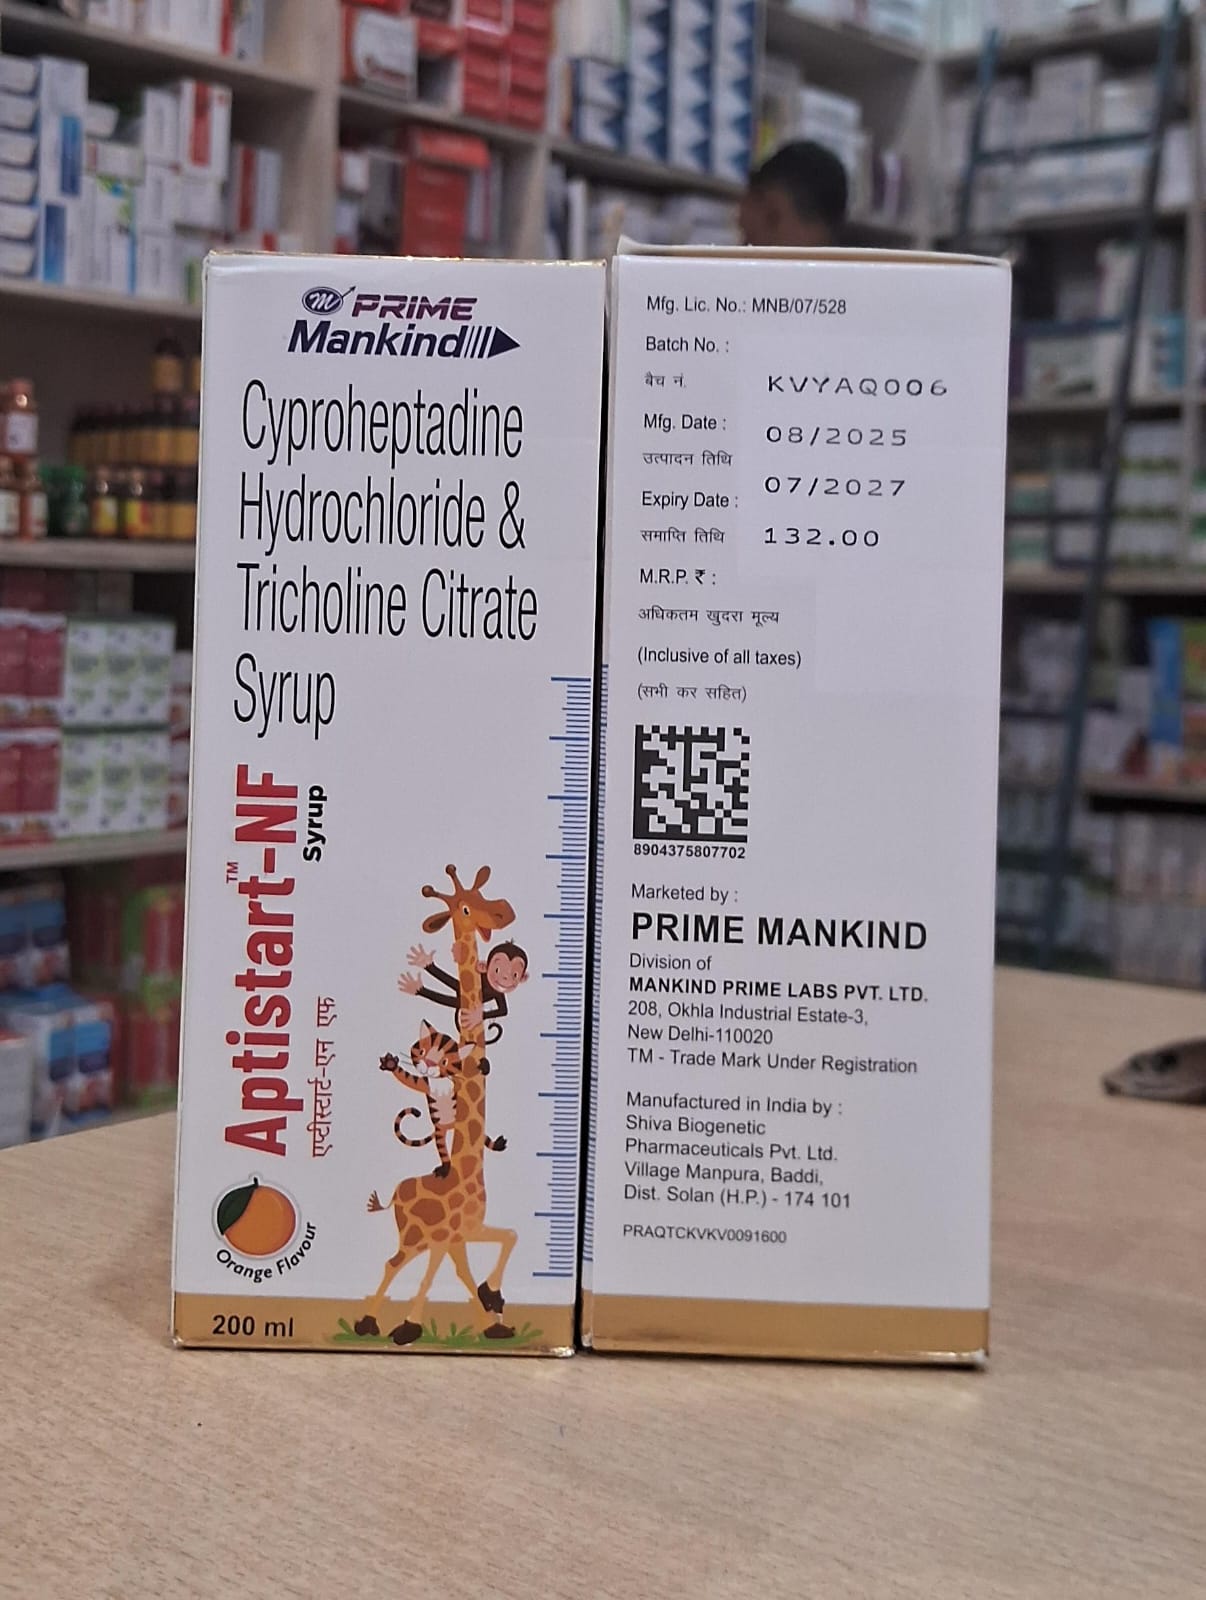 m PRIME
Mankind
Cyproheptadine
Hydrochloride &
Tricholine Citrate
Syrup
Aptistart™-NF
Syrup
एप्टीस्टार्ट-एन एफ
Orange Flavour
200 ml
Mfg. Lic. No.: MNB/07/528
Batch No. :
बैच नं.
KVYAQ006
Mfg. Date :
08/2025
उत्पादन तिथि
07/2027
Expiry Date :
समाप्ति तिथि
132.00
M.R.P. ₹ :
अधिकतम खुदरा मूल्य
(Inclusive of all taxes)
(सभी कर सहित)
8904375807702
Marketed by :
PRIME MANKIND
Division of
MANKIND PRIME LABS PVT. LTD.
208, Okhla Industrial Estate-3,
New Delhi-110020
TM - Trade Mark Under Registration
Manufactured in India by :
Shiva Biogenetic
Pharmaceuticals Pvt. Ltd.
Village Manpura, Baddi,
Dist. Solan (H.P.) - 174 101
PRAQTCKVKV0091600